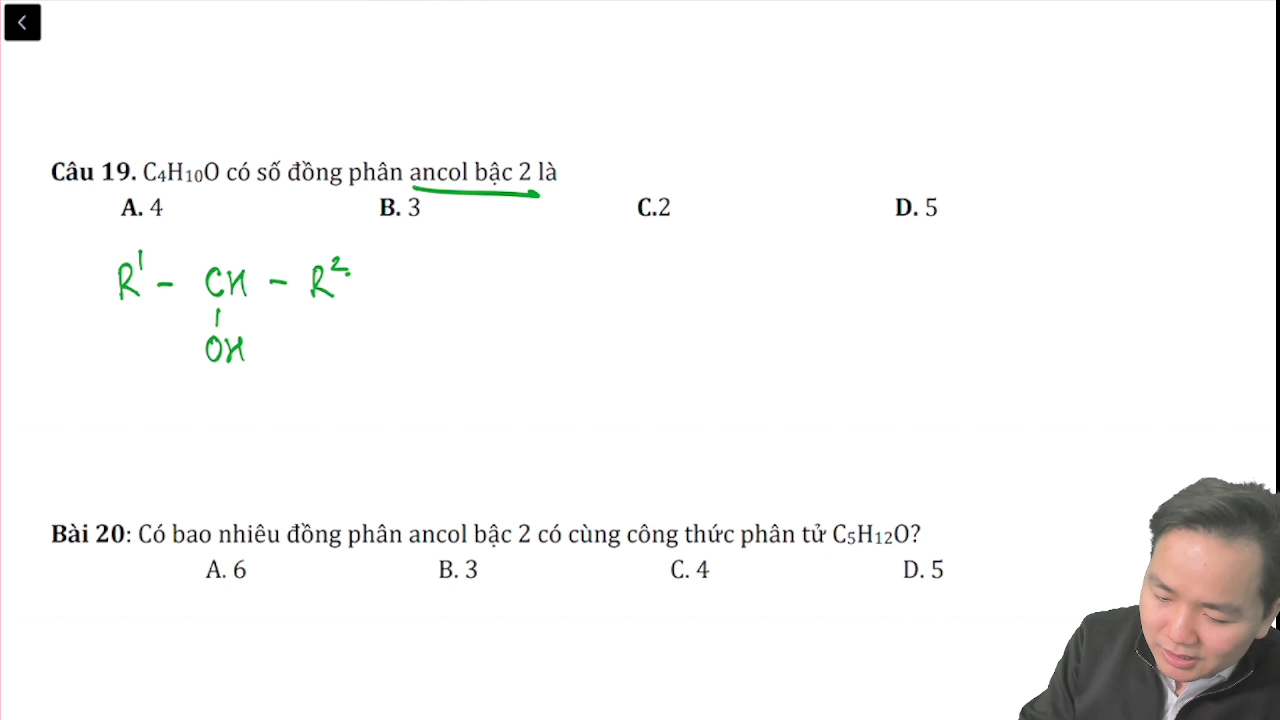 Câu 19. C₄H₁₀O có số đồng phân ancol bậc 2 là
A. 4 B. 3 C.2 D. 5
R¹ - CH - R²
OH
Bài 20: Có bao nhiêu đồng phân ancol bậc 2 có cùng công thức phân tử C₅H₁₂O?
A. 6 B. 3 C. 4 D. 5